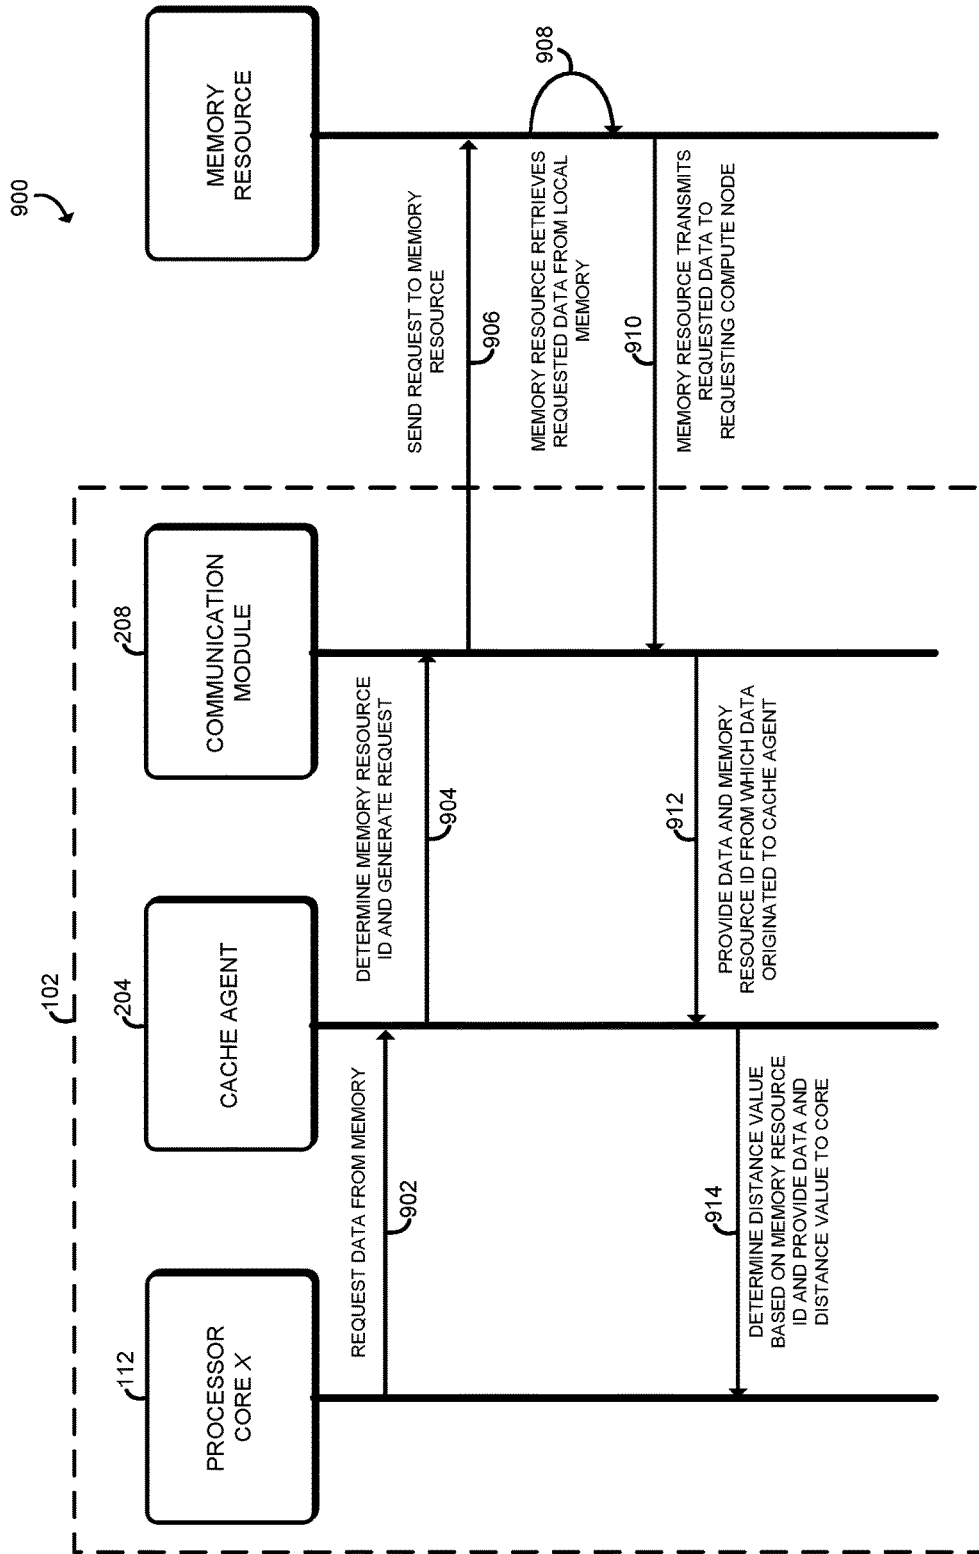 900
102
112
PROCESSOR
CORE X
204
CACHE AGENT
208
COMMUNICATION
MODULE
MEMORY
RESOURCE
REQUEST DATA FROM MEMORY
902
DETERMINE MEMORY RESOURCE
ID AND GENERATE REQUEST
904
SEND REQUEST TO MEMORY
RESOURCE
906
MEMORY RESOURCE RETRIEVES
REQUESTED DATA FROM LOCAL
MEMORY
908
910
MEMORY RESOURCE TRANSMITS
REQUESTED DATA TO
REQUESTING COMPUTE NODE
912
PROVIDE DATA AND MEMORY
RESOURCE ID FROM WHICH DATA
ORIGINATED TO CACHE AGENT
914
DETERMINE DISTANCE VALUE
BASED ON MEMORY RESOURCE
ID AND PROVIDE DATA AND
DISTANCE VALUE TO CORE